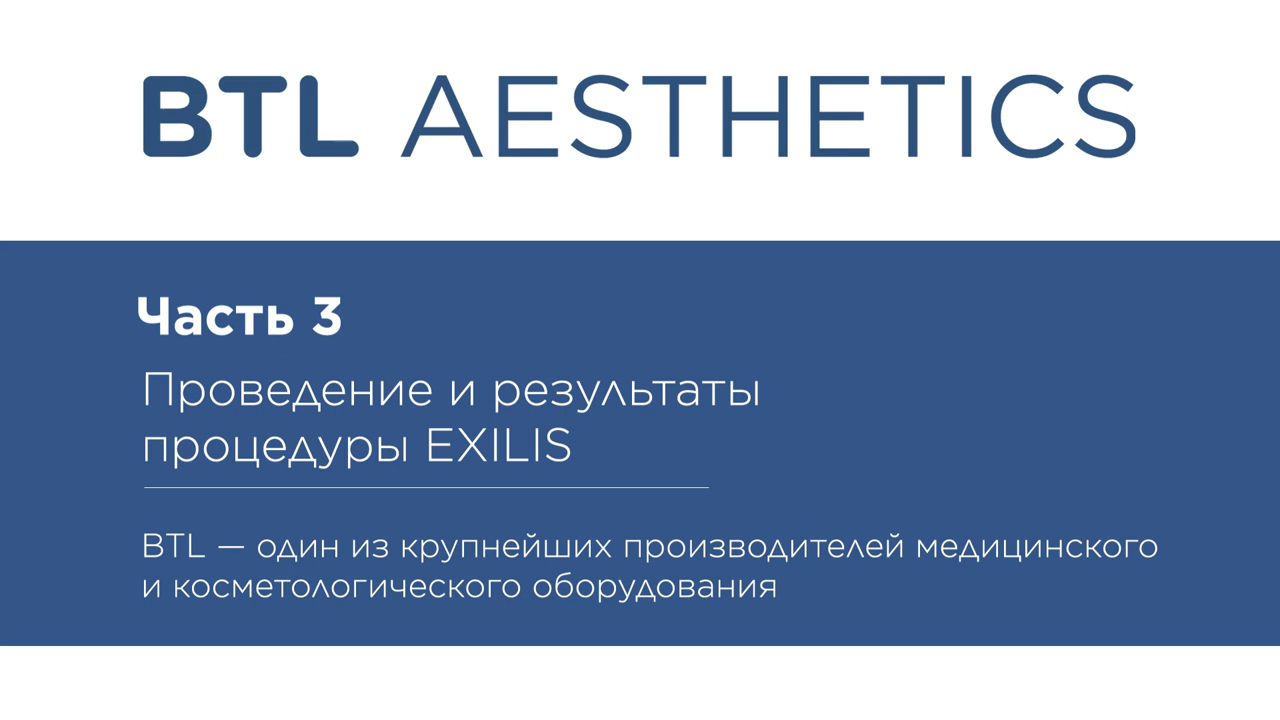 BTL AESTHETICS
Часть 3
Проведение и результаты
процедуры EXILIS
BTL — один из крупнейших производителей медицинского
и косметологического оборудования